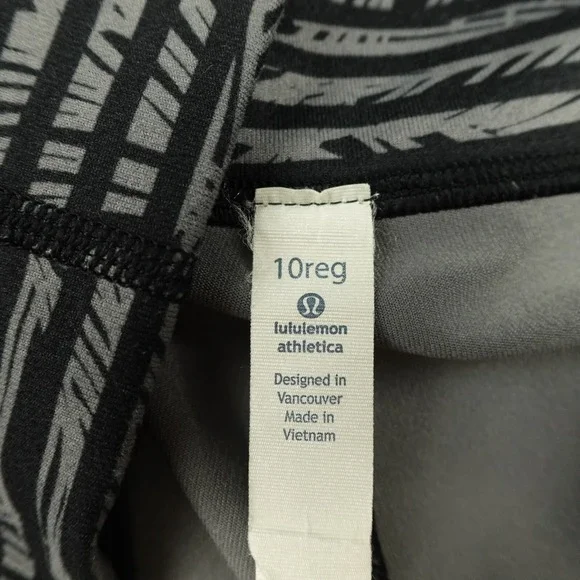 10reg
lululemon
athletica
Designed in
Vancouver
Made in
Vietnam